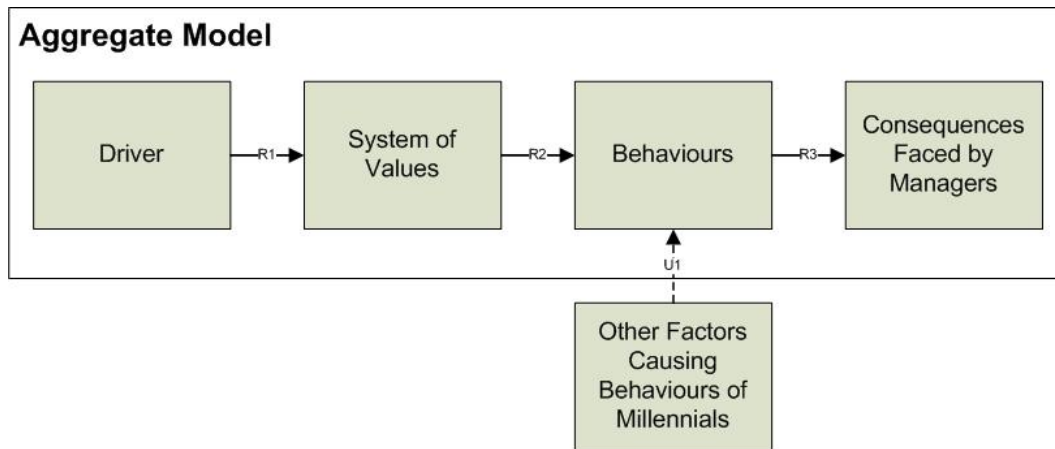 Aggregate Model
Driver
R1
System of
Values
R2
Behaviours
R3
Consequences
Faced by
Managers
U1
Other Factors
Causing
Behaviours of
Millennials